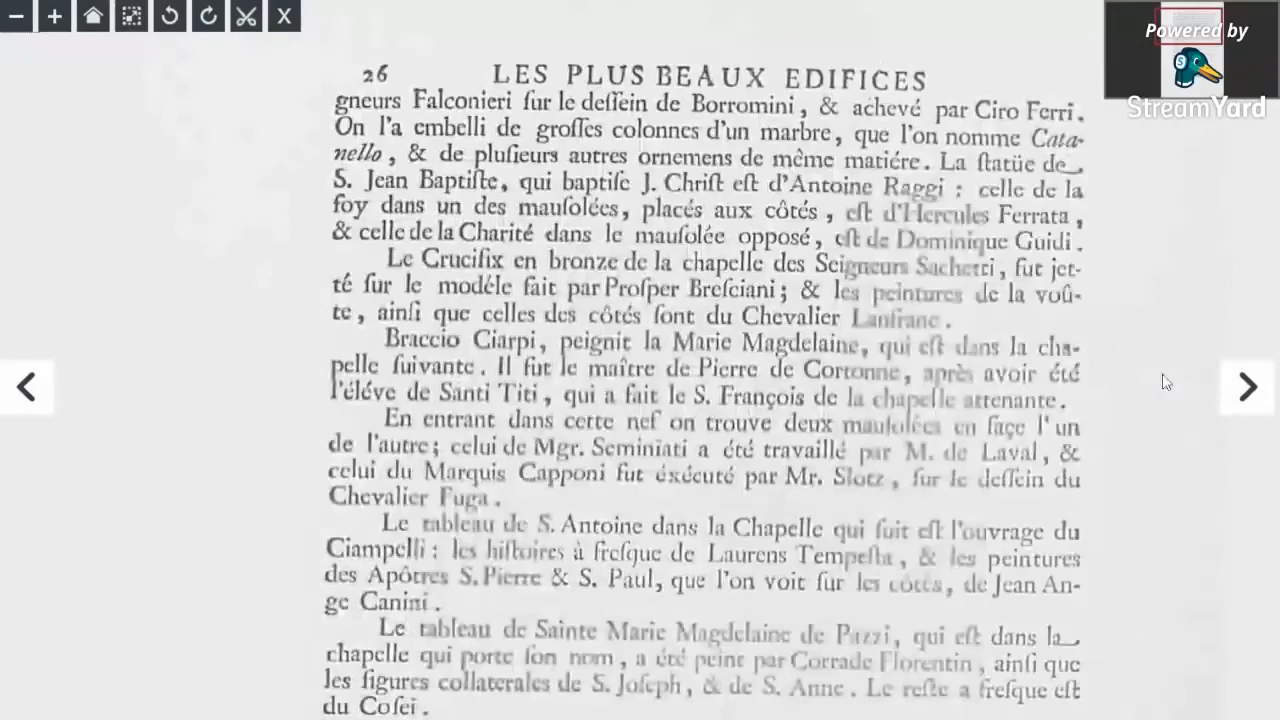 Powered by
StreamYard
26 LES PLUS BEAUX EDIFICES
gneurs Falconieri ſur le deſſein de Borromini, & achevé par Ciro Ferri.
On l'a embelli de groſſes colonnes d'un marbre, que l'on nomme Cata-
nello, & de pluſieurs autres ornemens de même matiére. La ſtatüe de
S. Jean Baptiſte, qui baptiſe J. Chriſt eſt d'Antoine Raggi : celle de la
foy dans un des mauſolées, placés aux côtés, eſt d'Hercules Ferrata,
& celle de la Charité dans le mauſolée oppoſé, eſt de Dominique Guidi.
Le Crucifix en bronze de la chapelle des Seigneurs Sachetti, fut jet-
té ſur le modéle fait par Proſper Breſciani; & les peintures de la voû-
te, ainſi que celles des côtés ſont du Chevalier Lanfranc.
Braccio Ciarpi, peignit la Marie Magdelaine, qui eſt dans la cha-
pelle ſuivante. Il fut le maître de Pierre de Cortonne, après avoir été
l'éléve de Santi Titi, qui a fait le S. François de la chapelle attenante.
En entrant dans cette nef on trouve deux mauſolées en façe l'un
de l'autre; celui de Mgr. Seminiati a été travaillé par M. de Laval, &
celui du Marquis Capponi fut éxécuté par Mr. Slotz, ſur le deſſein du
Chevalier Fuga.
Le tableau de S. Antoine dans la Chapelle qui ſuit eſt l'ouvrage du
Ciampelli : les hiſtoires à freſque de Laurens Tempeſta, & les peintures
des Apôtres S. Pierre & S. Paul, que l'on voit ſur les côtés, de Jean An-
ge Canini.
Le tableau de Sainte Marie Magdelaine de Pazzi, qui eſt dans la
chapelle qui porte ſon nom, a été peint par Corrade Florentin, ainſi que
les figures collaterales de S. Joſeph, & de S. Anne. Le reſte a freſque eſt
du Coſei.